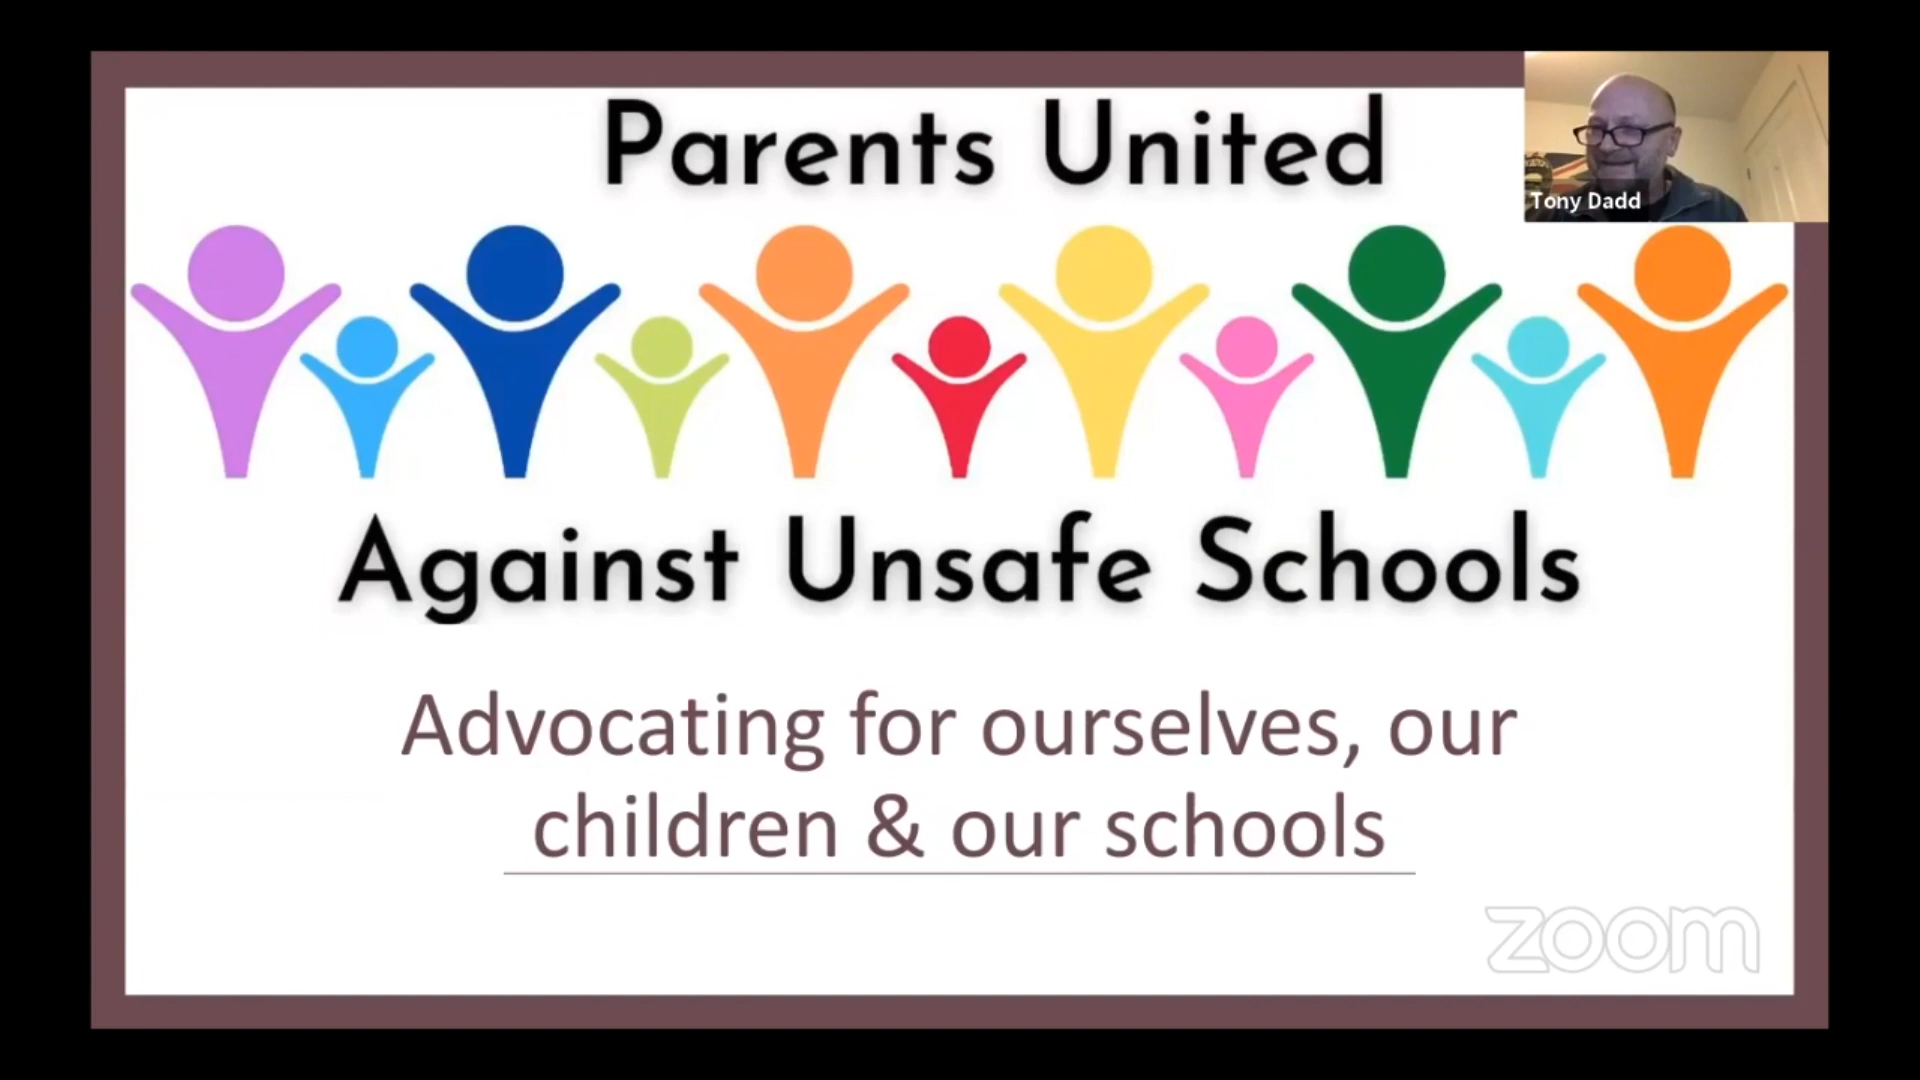 Parents United
Tony Dadd
Against Unsafe Schools
Advocating for ourselves, our
children & our schools
zoom